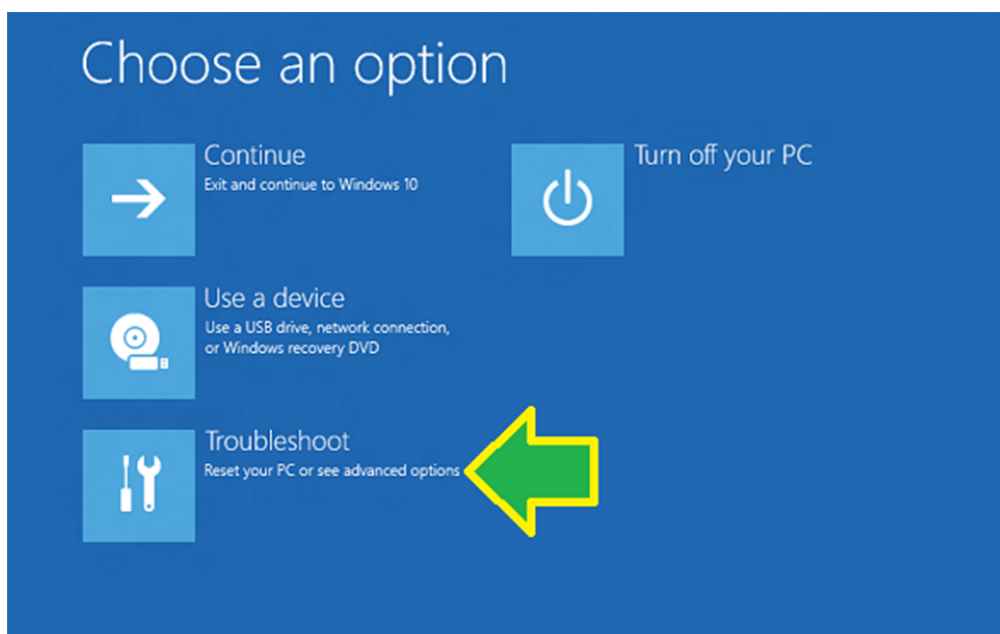 Choose an option
Continue
Exit and continue to Windows 10
Turn off your PC
Use a device
Use a USB drive, network connection,
or Windows recovery DVD
Troubleshoot
Reset your PC or see advanced options